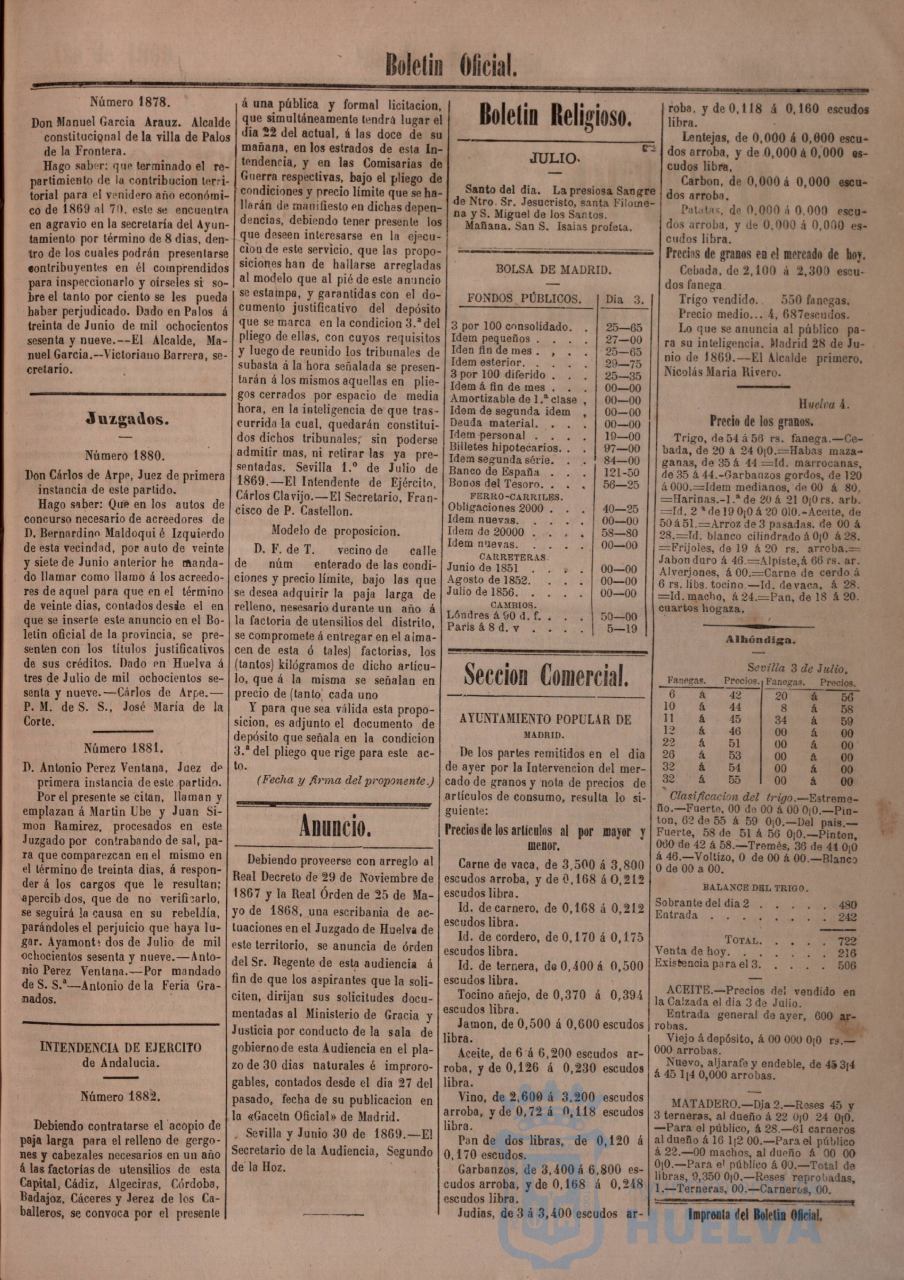 Boletin Oficial.
Número 1878.
Don Manuel Garcia Arauz. Alcalde
constitucional de la villa de Palos
de la Frontera.
Hago saber: que terminado el re-
partimiento de la contribucion terri-
torial para el venidero año económi-
co de 1869 al 70, este se encuentra
en agravio en la secretaría del Ayun-
tamiento por término de 8 dias, den-
tro de los cuales podrán presentarse
contribuyentes en él comprendidos
para inspeccionarlo y oírseles si so-
bre el tanto por ciento se les pueda
haber perjudicado. Dado en Palos á
treinta de Junio de mil ochocientos
sesenta y nueve.—El Alcalde, Ma-
nuel Garcia.—Victoriano Barrera, se-
cretario.
Juzgados.
Número 1880.
Don Cárlos de Arpe, Juez de primera
instancia de este partido.
Hago saber: Que en los autos de
concurso necesario de acreedores de
D. Bernardino Maldoqui é Izquierdo
de esta vecindad, por auto de veinte
y siete de Junio anterior he manda-
do llamar como llamo á los acreedo-
res de aquel para que en el término
de veinte dias, contados desde el en
que se inserte este anuncio en el Bo-
letin oficial de la provincia, se pre-
senten con los títulos justificativos
de sus créditos. Dado en Huelva á
tres de Julio de mil ochocientos se-
senta y nueve.—Cárlos de Arpe.—
P. M. de S. S., José María de la
Corte.
Número 1881.
D. Antonio Perez Ventana, Juez de
primera instancia de este partido.
Por el presente se citan, llaman y
emplazan á Martin Ube y Juan Si-
mon Ramirez, procesados en este
Juzgado por contrabando de sal, pa-
ra que comparezcan en el mismo en
el término de treinta dias, á respon-
der á los cargos que le resultan;
apercib dos, que de no verificarlo,
se seguirá la causa en su rebeldía,
parándoles el perjuicio que haya lu-
gar. Ayamonte dos de Julio de mil
ochocientos sesenta y nueve.—Anto-
nio Perez Ventana.—Por mandado
de S. S.ª—Antonio de la Feria Gra-
nados.
INTENDENCIA DE EJERCITO
de Andalucia.
Número 1882.
Debiendo contratarse el acopio de
paja larga para el relleno de gergo-
nes y cabezales necesarios en un año
á las factorias de utensilios de esta
Capital, Cádiz, Algeciras, Córdoba,
Badajoz, Cáceres y Jerez de los Ca-
balleros, se convoca por el presente
á una pública y formal licitacion,
que simultáneamente tendrá lugar el
dia 22 del actual, á las doce de su
mañana, en los estrados de esta In-
tendencia, y en las Comisarias de
Guerra respectivas, bajo el pliego de
condiciones y precio límite que se ha-
llarán de manifiesto en dichas depen-
dencias, debiendo tener presente los
que deseen interesarse en la ejecu-
cion de este servicio, que las propo-
siciones han de hallarse arregladas
al modelo que al pié de este anuncio
se estampa, y garantidas con el do-
cumento justificativo del depósito
que se marca en la condicion 3.ª del
pliego de ellas, con cuyos requisitos
y luego de reunido los tribunales de
subasta á la hora señalada se presen-
tarán á los mismos aquellas en plie-
gos cerrados por espacio de media
hora, en la inteligencia de que tras-
currida la cual, quedarán constitui-
dos dichos tribunales; sin poderse
admitir mas, ni retirar las ya pre-
sentadas. Sevilla 1.º de Julio de
1869.—El Intendente de Ejército,
Cárlos Clavijo.—El Secretario, Fran-
cisco de P. Castellon.
Modelo de proposicion.
D. F. de T. vecino de calle
de núm enterado de las condi-
ciones y precio límite, bajo las que
se desea adquirir la paja larga de
relleno, nesesario durante un año á
la factoria de utensilios del distrito,
se compromete á entregar en el alma-
cen de esta ó tales) factorias, los
(tantos) kilógramos de dicho artícu-
lo, que á la misma se señalan en
precio de (tanto) cada uno
Y para que sea válida esta propo-
sicion, es adjunto el documento de
depósito que señala en la condicion
3.ª del pliego que rige para este ac-
to.
(Fecha y firma del proponente.)
Anuncio.
Debiendo proveerse con arreglo al
Real Decreto de 29 de Noviembre de
1867 y la Real Órden de 25 de Ma-
yo de 1868, una escribania de ac-
tuaciones en el Juzgado de Huelva de
este territorio, se anuncia de órden
del Sr. Regente de esta audiencia á
fin de que los aspirantes que la soli-
citen, dirijan sus solicitudes docu-
mentadas al Ministerio de Gracia y
Justicia por conducto de la sala de
gobierno de esta Audiencia en el pla-
zo de 30 dias naturales é improro-
gables, contados desde el dia 27 del
pasado, fecha de su publicacion en
la «Gaceta Oficial» de Madrid.
Sevilla y Junio 30 de 1869.—El
Secretario de la Audiencia, Segundo
de la Hoz.
Boletin Religioso.
JULIO.
Santo del dia. La presiosa Sangre
de Ntro. Sr. Jesucristo, santa Filome-
na y S. Miguel de los Santos.
Mañana. San S. Isaias profeta.
BOLSA DE MADRID.
FONDOS PÚBLICOS. Dia 3.
3 por 100 consolidado. . 25—65
Idem pequeños . . . . 27—00
Iden fin de mes . , . . 25—65
Idem esterior. . . . . 29—75
3 por 100 diferido . . . 25—35
Idem á fin de mes . . . 00—00
Amortizable de 1.ª clase , 00—00
Idem de segunda idem , 00—00
Deuda material. . . . 00—00
Idem personal . . . . 19—00
Billetes hipotecarios. . . 97—00
Idem segunda série. . . 84—00
Banco de España . . . 121-50
Bonos del Tesoro. . . . 56—25
FERRO-CARRILES.
Obligaciones 2000 . . . 40—25
Idem nuevas. . . . . 00—00
Idem de 20000 . . . . 58—80
Idem nuevas. . . . . 00—00
CARRETERAS.
Junio de 1851 . . . . 00—00
Agosto de 1852. . . . 00—00
Julio de 1856. . . . . 00—00
CAMBIOS.
Lóndres á 90 d. f. . . . 50—00
Paris á 8 d. v . . . . 5—19
Seccion Comercial.
AYUNTAMIENTO POPULAR DE
MADRID.
De los partes remitidos en el dia
de ayer por la Intervencion del mer-
cado de granos y nota de precios de
artículos de consumo, resulta lo si-
guiente:
Precios de los artículos al por mayor y
menor.
Carne de vaca, de 3,500 á 3,800
escudos arroba, y de 0,168 á 0,212
escudos libra.
Id. de carnero, de 0,168 á 0,212
escudos libra.
Id. de cordero, de 0,170 á 0,175
escudos libra.
Id. de ternera, de 0,400 á 0,500
escudos libra.
Tocino añejo, de 0,370 á 0,394
escudos libra.
Jamon, de 0,500 á 0,600 escudos
libra.
Aceite, de 6 á 6,200 escudos ar-
roba, y de 0,126 á 0,230 escudos
libra.
Vino, de 2,600 á 3,200 escudos
arroba, y de 0,72 á 0,118 escudos
libra.
Pan de dos libras, de 0,120 á
0,170 escudos.
Garbanzos, de 3,400 á 6,800 es-
cudos arroba, y de 0,168 á 0,248
escudos libra.
Judias, de 3 á 3,400 escudos ar-
roba, y de 0,118 á 0,160 escudos
libra.
Lentejas, de 0,000 á 0,000 escu-
dos arroba, y de 0,000 á 0,000 es-
cudos libra,
Carbon, de 0,000 á 0,000 escu-
dos arroba.
Patatas, de 0,000 á 0,000 escu-
dos arroba, y de 0,000 á 0,000 es-
cudos libra.
Precios de granos en el mercado de hoy.
Cebada, de 2,100 á 2,300 escu-
dos fanega
Trigo vendido. . 550 fanegas.
Precio medio... 4, 687escudos.
Lo que se anuncia al público pa-
ra su inteligencia. Madrid 28 de Ju-
nio de 1869.—El Alcalde primero,
Nicolás Maria Rivero.
Huelva 4.
Precio de los granos.
Trigo, de 54 á 56 rs. fanega.—Ce-
bada, de 20 á 24 0¡0.=Habas maza-
ganas, de 35 á 44 =Id. marrocanas,
de 35 á 44.-Garbanzos gordos, de 120
á 000.=Idem medianos, de 00 á 80.
=Harinas.-1.ª de 20 á 21 0¡0 rs. arb.
=Id. 2 ª de 19 0¡0 á 20 0¡0.-Aceite, de
50 á 51.=Arroz de 3 pasadas. de 00 á
28.=Id. blanco cilindrado á 0¡0 á 28.
=Frijoles, de 19 á 20 rs. arroba.=
Jabon duro á 46.=Alpiste, á 66 rs. ar.
Alverjones, á 00.=Carne de cerdo á
6 rs. libs. tocino.—Id, de vaca, á 28.
=Id. macho, á 24.=Pan, de 18 á 20.
cuartos hogaza.
Alhóndiga.
Sevilla 3 de Julio,
Fanegas. Precios. Fanegas. Precios.
6 á 42 20 á 56
10 á 44 8 á 58
11 á 45 34 á 59
12 á 46 00 á 00
22 á 51 00 á 00
26 á 53 00 á 00
32 á 54 00 á 00
32 á 55 00 á 00
Clasificacion del trigo.—Estreme-
ño.—Fuerte, 00 de 00 á 00 0¡0.—Pin-
ton, 62 de 55 á 59 0¡0.—Del pais.—
Fuerte, 58 de 51 á 56 0¡0.—Pinton,
060 de 42 á 58.—Tremés, 36 de 44 0¡0
á 46.—Voltizo, 0 de 00 á 00.—Blanco
0 de 00 a 00.
BALANCE DEL TRIGO.
Sobrante del dia 2 . . . . . 480
Entrada . . . . . . . . 242
TOTAL. . . . . 722
Venta de hoy. . . . . . . 216
Existencia para el 3. . . . . 506
ACEITE.—Precios del vendido en
la Calzada el dia 3 de Julio.
Entrada general de ayer, 600 ar-
robas.
Viejo á depósito, á 00 000 0¡0 rs.—
000 arrobas.
Nuevo, aljarafe y endeble, de 45 3¡4
á 45 1¡4 0,000 arrobas.
MATADERO.—Dia 2.—Reses 45 y
3 terneras, al dueño á 22 0¡0 24 0¡0
—Para el público, á 28.—61 carneros
al dueño á 16 1¡2 00.—Para el público
á 22.—00 machos, al dueño á 00 00
0¡0.—Para el público á 00.—Total de
libras, 9,350 0¡0.—Reses reprobadas,
1.—Terneras, 00.—Carneros, 00.
Imprenta del Boletin Oficial.
HUELVA